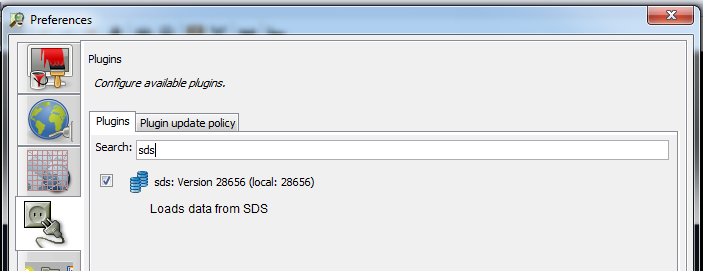 Preferences
Plugins
Configure available plugins.
Plugins Plugin update policy
Search: sds
sds: Version 28656 (local: 28656)
Loads data from SDS